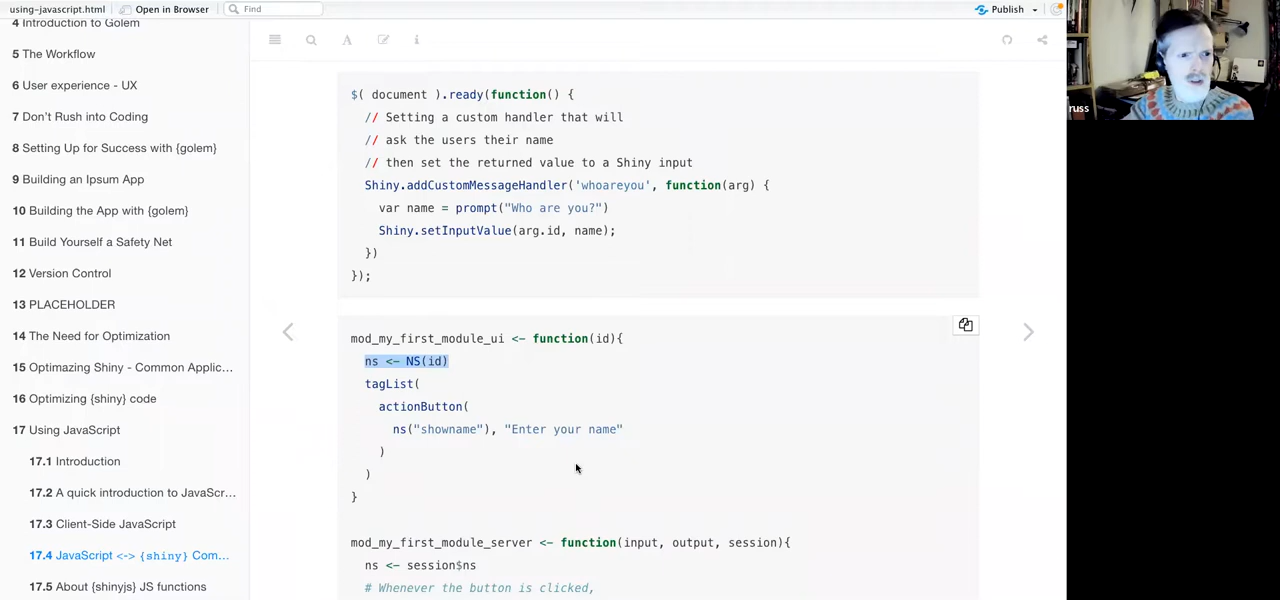 using-javascript.html Open in Browser Find Publish
4 Introduction to Golem
5 The Workflow
6 User experience - UX
7 Don't Rush into Coding
8 Setting Up for Success with {golem}
9 Building an Ipsum App
10 Building the App with {golem}
11 Build Yourself a Safety Net
12 Version Control
13 PLACEHOLDER
14 The Need for Optimization
15 Optimazing Shiny - Common Applic...
16 Optimizing {shiny} code
17 Using JavaScript
17.1 Introduction
17.2 A quick introduction to JavaScr...
17.3 Client-Side JavaScript
17.4 JavaScript <-> {shiny} Com...
17.5 About {shinyjs} JS functions
$( document ).ready(function() {
// Setting a custom handler that will
// ask the users their name
// then set the returned value to a Shiny input
Shiny.addCustomMessageHandler('whoareyou', function(arg) {
var name = prompt("Who are you?")
Shiny.setInputValue(arg.id, name);
})
});
mod_my_first_module_ui <- function(id){
ns <- NS(id)
tagList(
actionButton(
ns("showname"), "Enter your name"
)
)
}
mod_my_first_module_server <- function(input, output, session){
ns <- session$ns
# Whenever the button is clicked,
russ